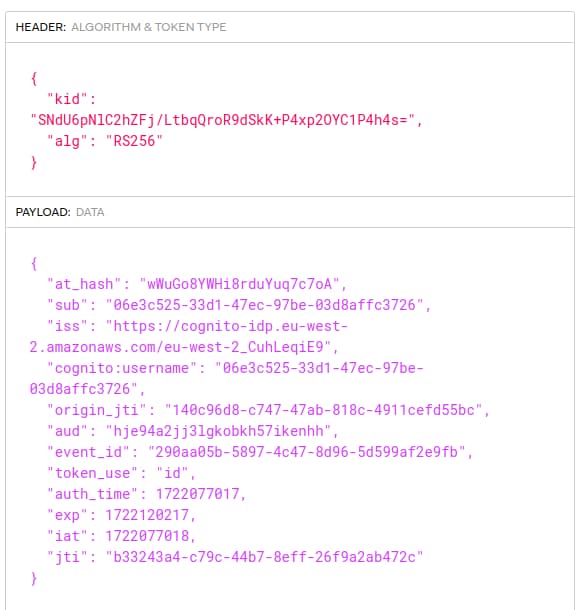 HEADER: ALGORITHM & TOKEN TYPE
{
"kid":
"SNdU6pNlC2hZFj/LtbqQroR9dSkK+P4xp2OYC1P4h4s=",
"alg": "RS256"
}
PAYLOAD: DATA
{
"at_hash": "wWuGo8YWHi8rduYuq7c7oA",
"sub": "06e3c525-33d1-47ec-97be-03d8affc3726",
"iss": "https://cognito-idp.eu-west-
2.amazonaws.com/eu-west-2_CuhLeqiE9",
"cognito:username": "06e3c525-33d1-47ec-97be-
03d8affc3726",
"origin_jti": "140c96d8-c747-47ab-818c-4911cefd55bc",
"aud": "hje94a2jj3lgkobkh57ikenhh",
"event_id": "290aa05b-5897-4c47-8d96-5d599af2e9fb",
"token_use": "id",
"auth_time": 1722077017,
"exp": 1722120217,
"iat": 1722077018,
"jti": "b33243a4-c79c-44b7-8eff-26f9a2ab472c"
}